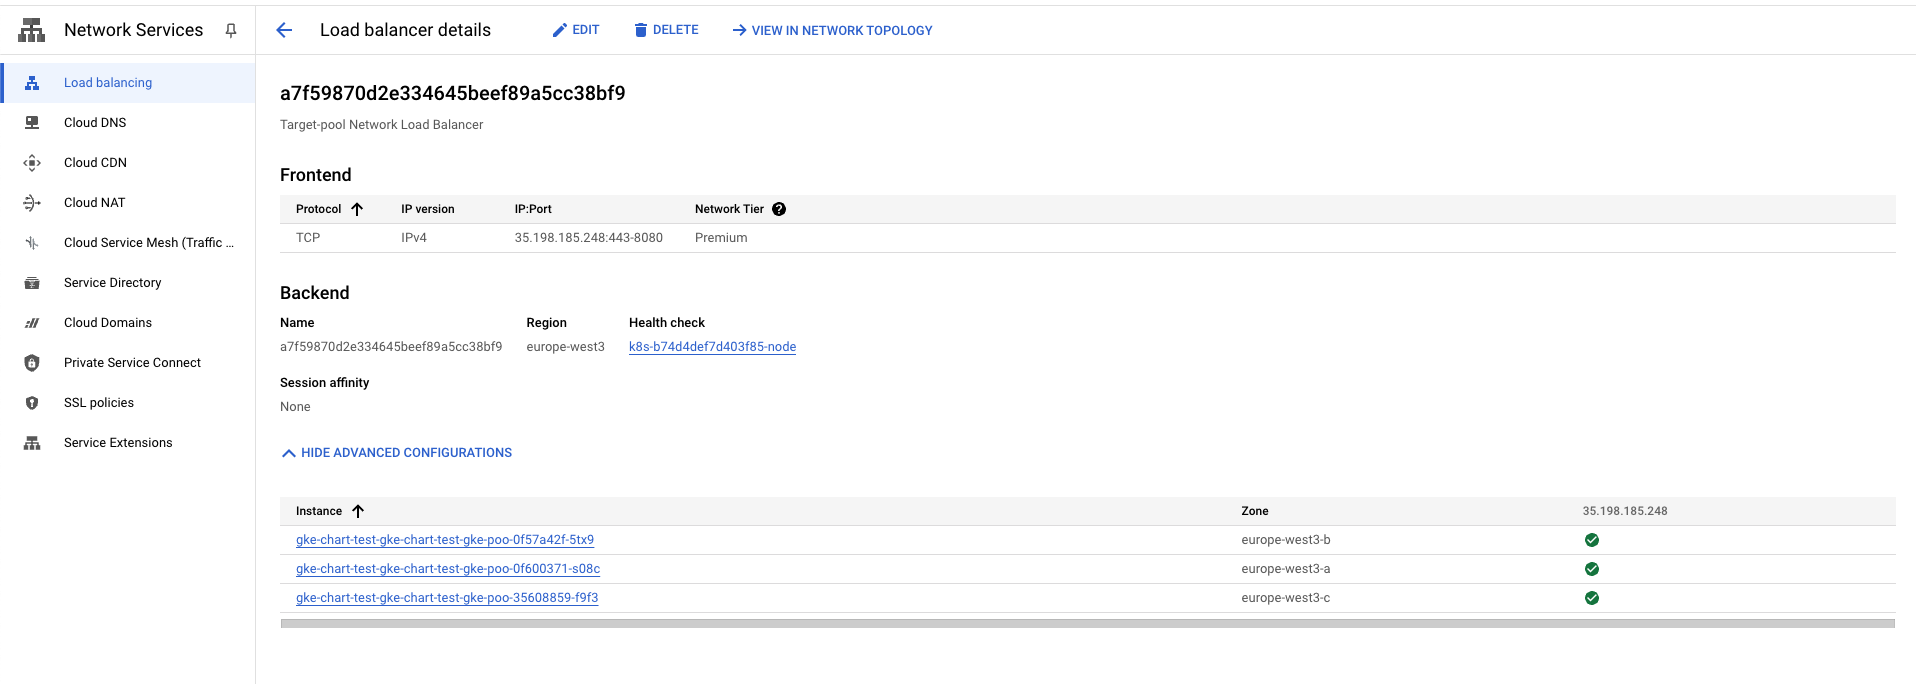 Network Services
Load balancer details
EDIT
DELETE
VIEW IN NETWORK TOPOLOGY
Load balancing
Cloud DNS
Cloud CDN
Cloud NAT
Cloud Service Mesh (Traffic ...
Service Directory
Cloud Domains
Private Service Connect
SSL policies
Service Extensions
a7f59870d2e334645beef89a5cc38bf9
Target-pool Network Load Balancer
Frontend
Protocol IP version IP:Port Network Tier ?
TCP IPv4 35.198.185.248:443-8080 Premium
Backend
Name Region Health check
a7f59870d2e334645beef89a5cc38bf9 europe-west3 k8s-b74d4def7d403f85-node
Session affinity
None
HIDE ADVANCED CONFIGURATIONS
Instance Zone 35.198.185.248
gke-chart-test-gke-chart-test-gke-poo-0f57a42f-5tx9 europe-west3-b
gke-chart-test-gke-chart-test-gke-poo-0f600371-s08c europe-west3-a
gke-chart-test-gke-chart-test-gke-poo-35608859-f9f3 europe-west3-c